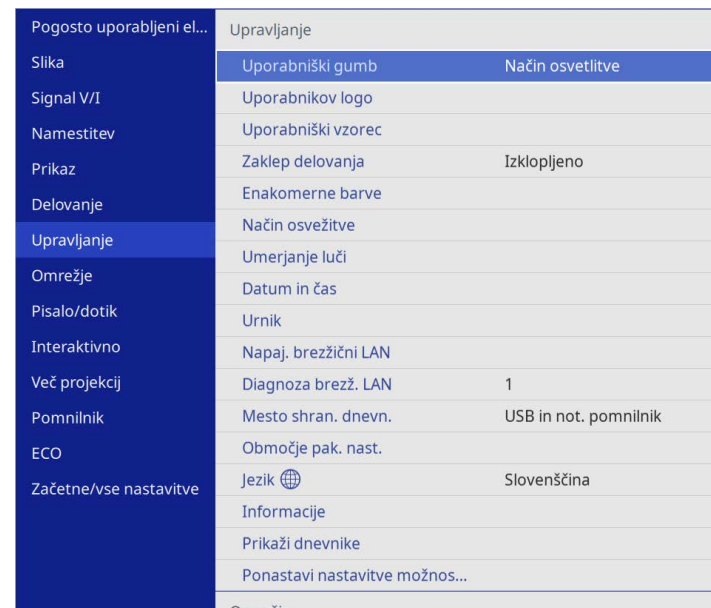 Pogosto uporabljeni el...
Slika
Signal V/I
Namestitev
Prikaz
Delovanje
Upravljanje
Omrežje
Pisalo/dotik
Interaktivno
Več projekcij
Pomnilnik
ECO
Začetne/vse nastavitve
Upravljanje
Uporabniški gumb Način osvetlitve
Uporabnikov logo
Uporabniški vzorec
Zaklep delovanja Izklopljeno
Enakomerne barve
Način osvežitve
Umerjanje luči
Datum in čas
Urnik
Napaj. brezžični LAN
Diagnoza brezž. LAN 1
Mesto shran. dnevn. USB in not. pomnilnik
Območje pak. nast.
Jezik Slovenščina
Informacije
Prikaži dnevnike
Ponastavi nastavitve možnos...